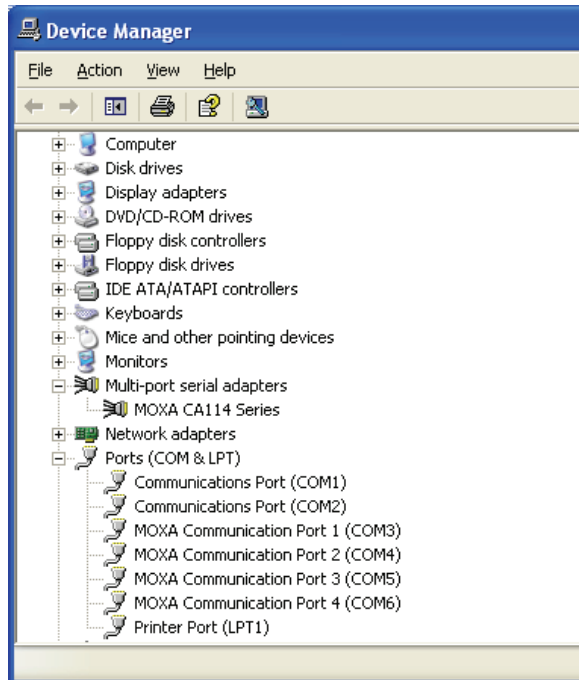 Device Manager
File Action View Help
Computer
Disk drives
Display adapters
DVD/CD-ROM drives
Floppy disk controllers
Floppy disk drives
IDE ATA/ATAPI controllers
Keyboards
Mice and other pointing devices
Monitors
Multi-port serial adapters
MOXA CA114 Series
Network adapters
Ports (COM & LPT)
Communications Port (COM1)
Communications Port (COM2)
MOXA Communication Port 1 (COM3)
MOXA Communication Port 2 (COM4)
MOXA Communication Port 3 (COM5)
MOXA Communication Port 4 (COM6)
Printer Port (LPT1)